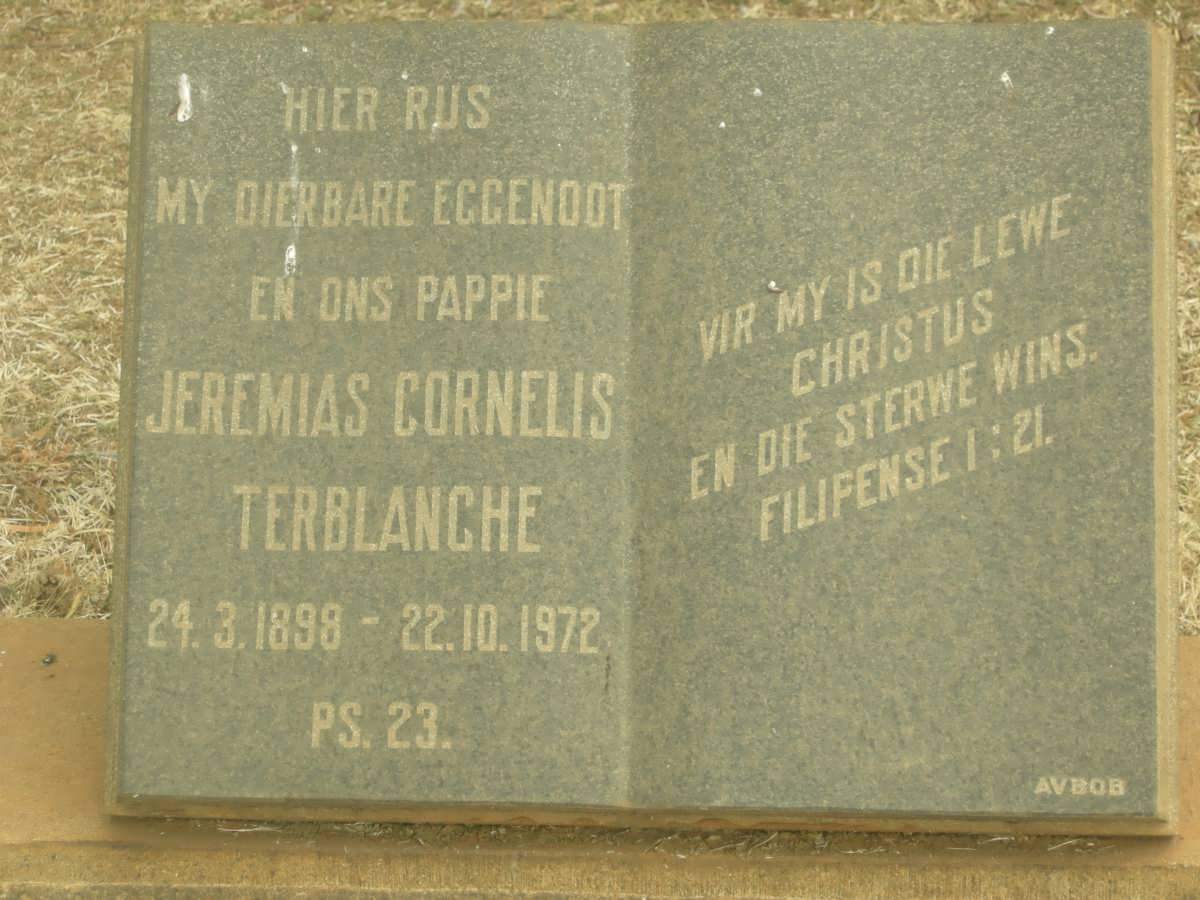 HIER RUS
MY DIERBARE EGGENOOT
EN ONS PAPPIE
JEREMIAS CORNELIS
TERBLANCHE
24.3.1898 - 22.10.1972
PS. 23.
VIR MY IS DIE LEWE
CHRISTUS
EN DIE STERWE WINS.
FILIPENSE 1 : 21.
AVBOB